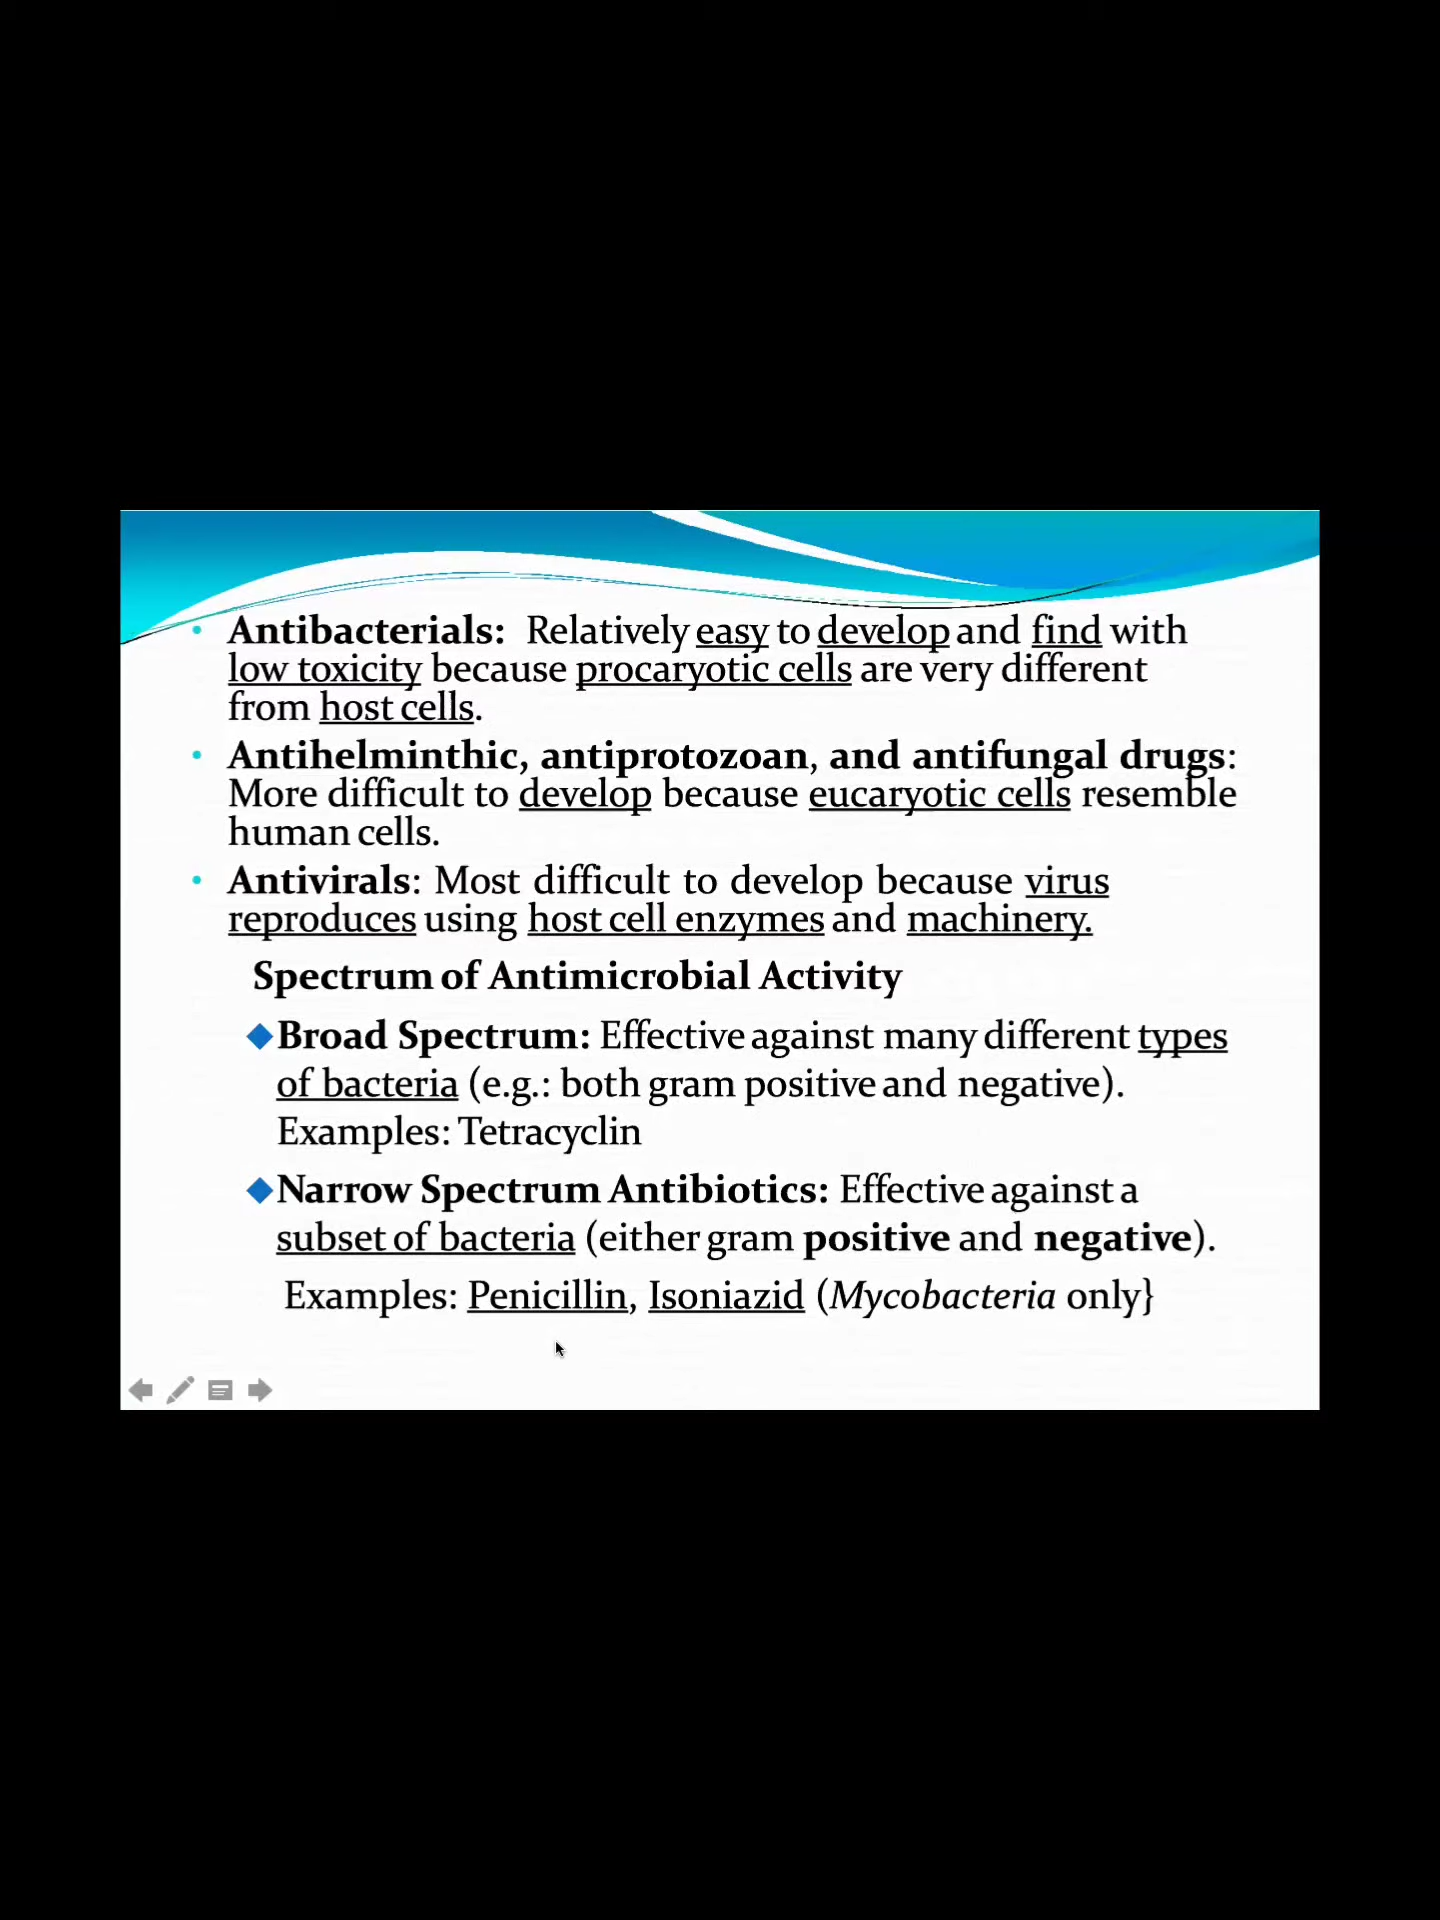 Antibacterials: Relatively easy to develop and find with
low toxicity because procaryotic cells are very different
from host cells.
Antihelminthic, antiprotozoan, and antifungal drugs:
More difficult to develop because eucaryotic cells resemble
human cells.
Antivirals: Most difficult to develop because virus
reproduces using host cell enzymes and machinery.
Spectrum of Antimicrobial Activity
Broad Spectrum: Effective against many different types
of bacteria (e.g.: both gram positive and negative).
Examples: Tetracyclin
Narrow Spectrum Antibiotics: Effective against a
subset of bacteria (either gram positive and negative).
Examples: Penicillin, Isoniazid (Mycobacteria only}